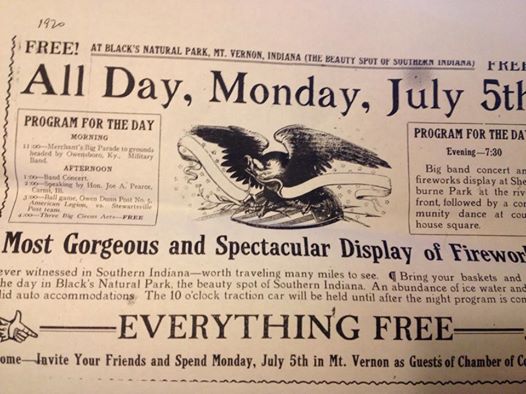 1920
FREE! AT BLACK'S NATURAL PARK, MT. VERNON, INDIANA (THE BEAUTY SPOT OF SOUTHERN INDIANA) FREE
All Day, Monday, July 5th
PROGRAM FOR THE DAY
MORNING
11:00—Merchant's Big Parade to grounds
headed by Owensboro, Ky., Military
Band.
AFTERNOON
1:00—Band Concert.
2:00—Speaking by Hon. Joe A. Pearce,
Carmi, Ill.
3:00—Ball game, Owen Dunn Post No. 5,
American Legion, vs. Stewartsville
Post team.
4:00—Three Big Circus Acts—FREE
PROGRAM FOR THE DA
Evening—7:30
Big band concert an
fireworks display at She
burne Park at the riv
front, followed by a com
munity dance at cou
house square.
Most Gorgeous and Spectacular Display of Firewor
ever witnessed in Southern Indiana—worth traveling many miles to see. ¶ Bring your baskets and
the day in Black's Natural Park, the beauty spot of Southern Indiana. An abundance of ice water and
did auto accommodations. The 10 o'clock traction car will be held until after the night program is con
EVERYTHING FREE
ome—Invite Your Friends and Spend Monday, July 5th in Mt. Vernon as Guests of Chamber of Co